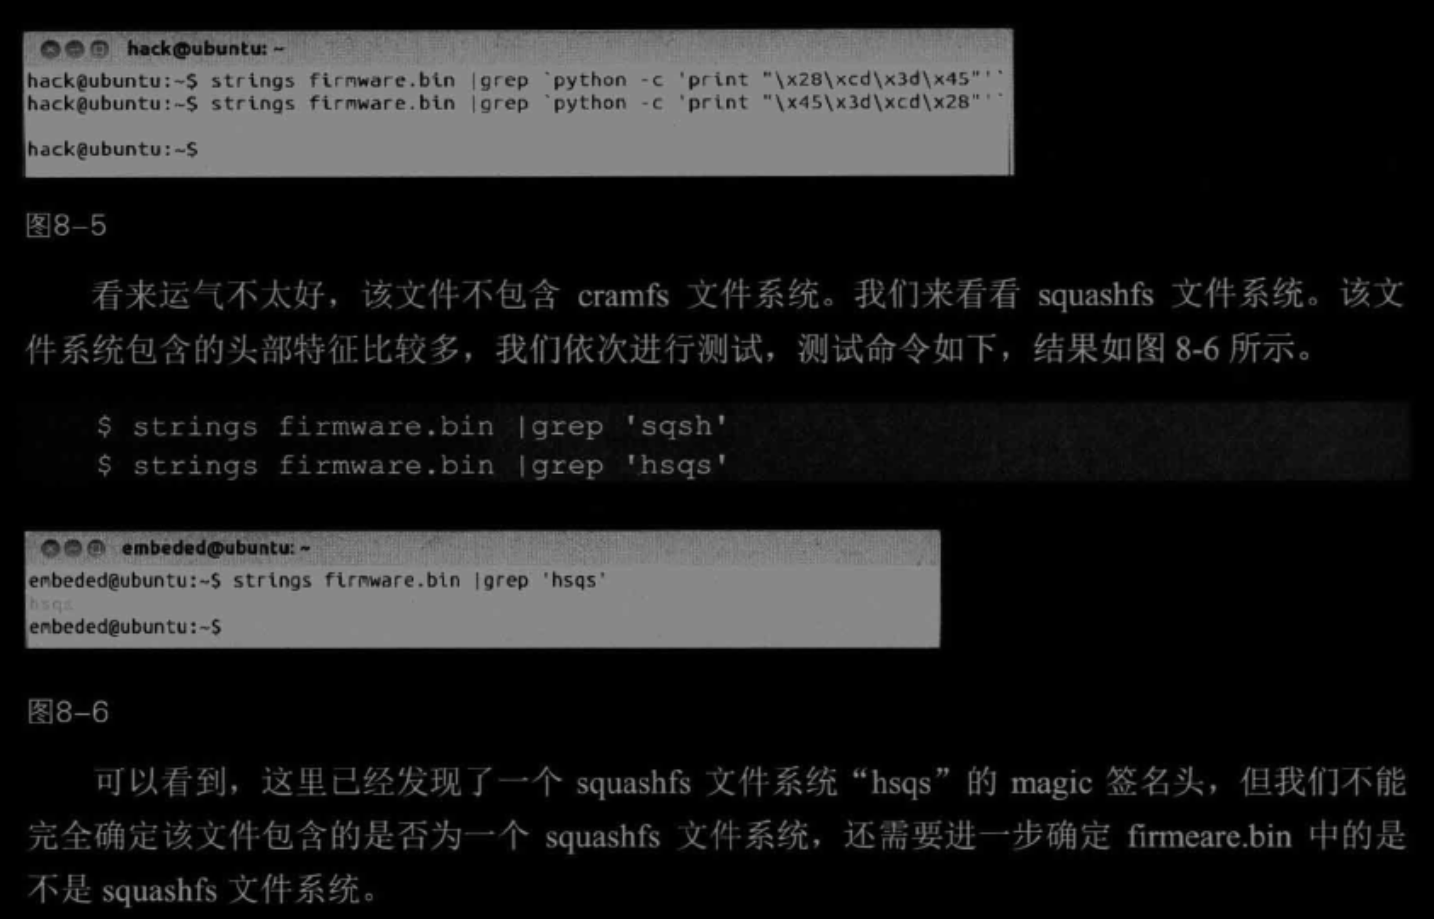 hack@ubuntu: ~
hack@ubuntu:~$ strings firmware.bin |grep `python -c 'print "\x28\xcd\x3d\x45"'`
hack@ubuntu:~$ strings firmware.bin |grep `python -c 'print "\x45\x3d\xcd\x28"'`
hack@ubuntu:~$
图8-5
看来运气不太好，该文件不包含 cramfs 文件系统。我们来看看 squashfs 文件系统。该文
件系统包含的头部特征比较多，我们依次进行测试，测试命令如下，结果如图 8-6 所示。
$ strings firmware.bin |grep 'sqsh'
$ strings firmware.bin |grep 'hsqs'
embeded@ubuntu: ~
embeded@ubuntu:~$ strings firmware.bin |grep 'hsqs'
hsqs
embeded@ubuntu:~$
图8-6
可以看到，这里已经发现了一个 squashfs 文件系统“hsqs”的 magic 签名头，但我们不能
完全确定该文件包含的是否为一个 squashfs 文件系统，还需要进一步确定 firmeare.bin 中的是
不是 squashfs 文件系统。